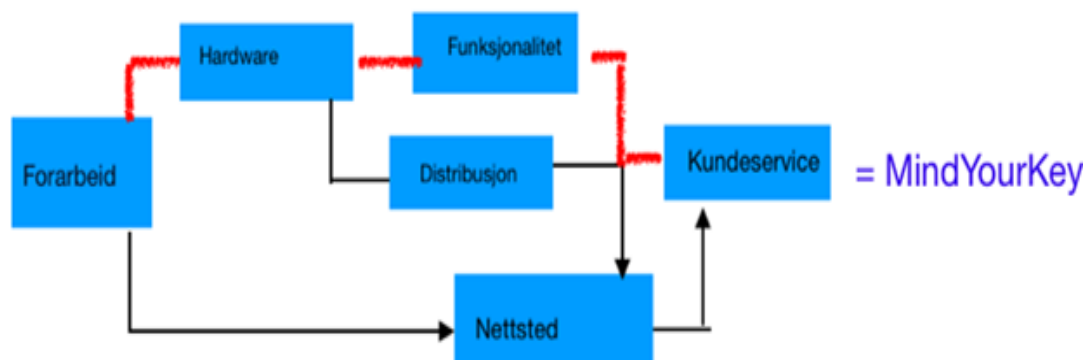 Hardware
Funksjonalitet
Forarbeid
Distribusjon
Kundeservice
= MindYourKey
Nettsted